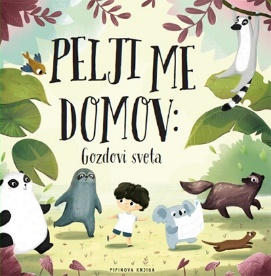 PELJI ME
DOMOV:
Gozdovi sveta
PIPINOVA KNJIGA